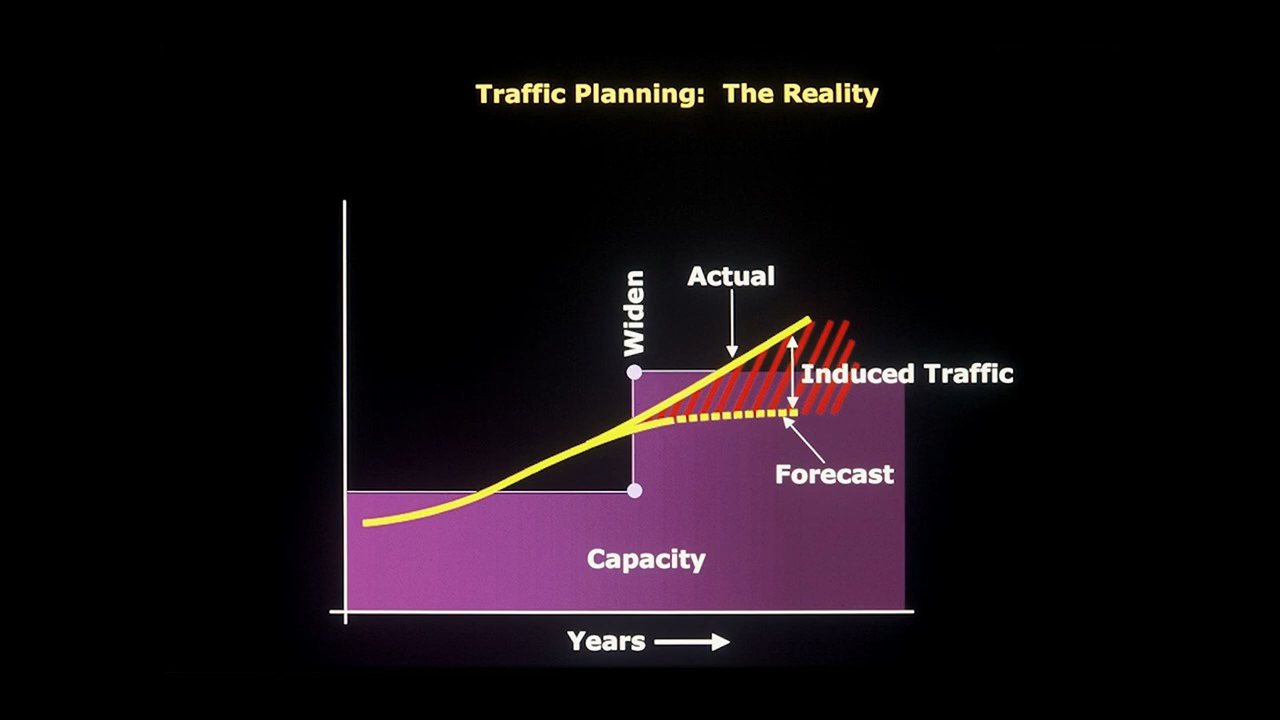 Traffic Planning: The Reality
Widen
Actual
Induced Traffic
Forecast
Capacity
Years